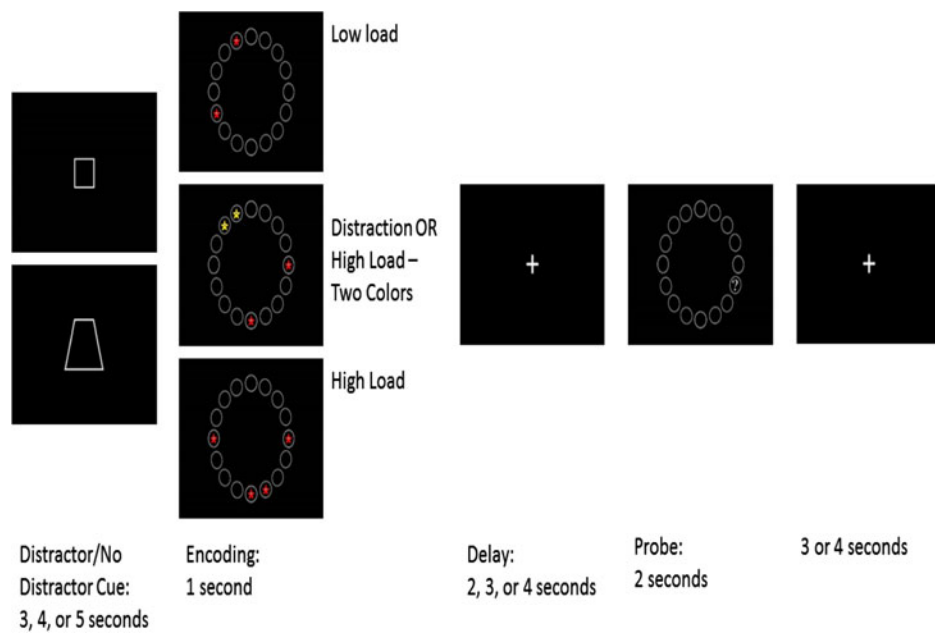 Low load
Distraction OR
High Load –
Two Colors
High Load
?
Distractor/No
Distractor Cue:
3, 4, or 5 seconds
Encoding:
1 second
Delay:
2, 3, or 4 seconds
Probe:
2 seconds
3 or 4 seconds